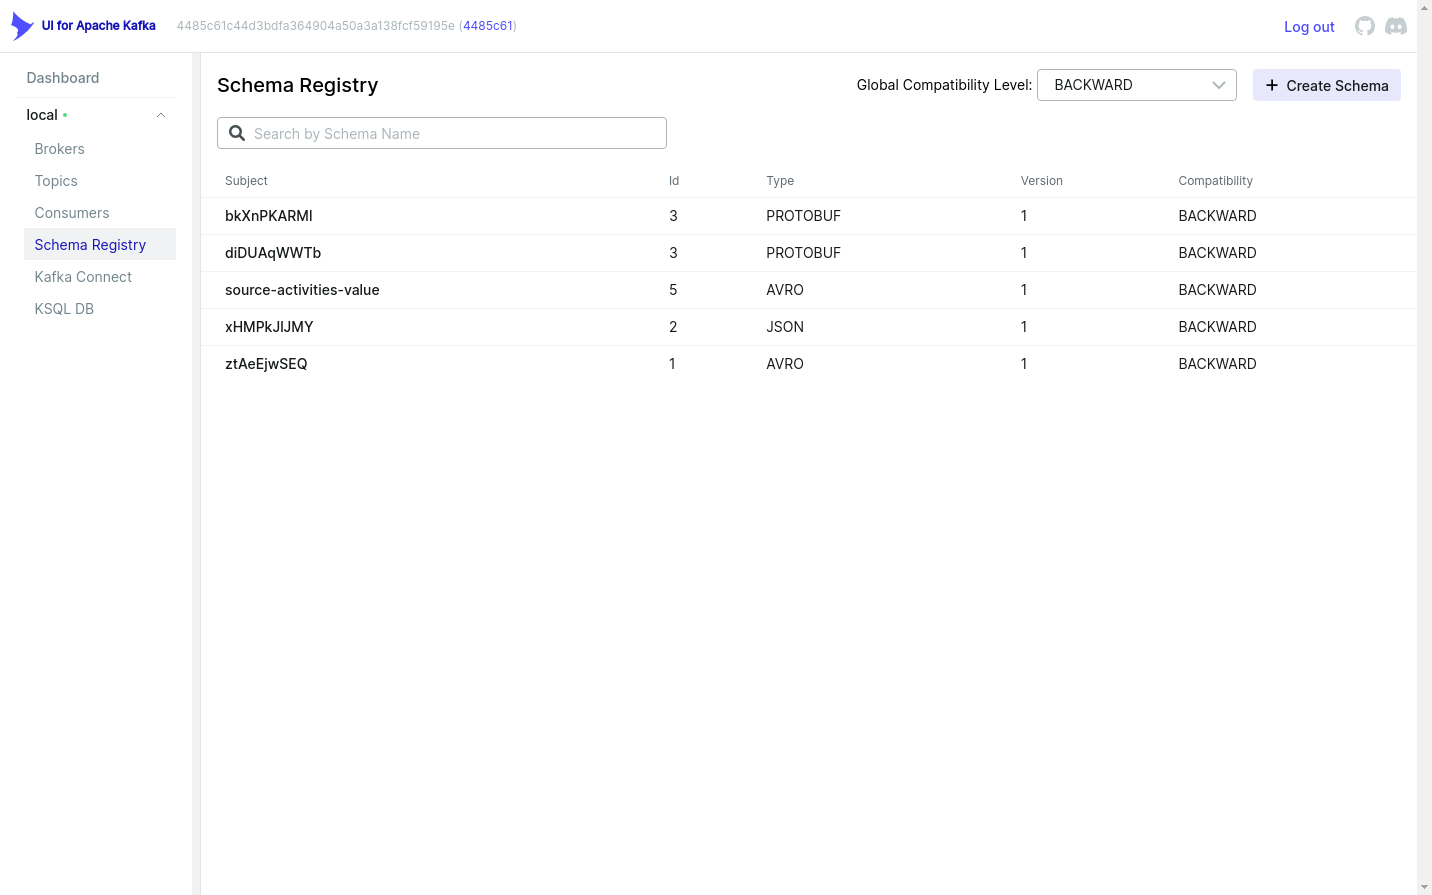 UI for Apache Kafka 4485c61c44d3bdfa364904a50a3a138fcf59195e (4485c61) Log out
Dashboard
local
Brokers
Topics
Consumers
Schema Registry
Kafka Connect
KSQL DB
Schema Registry
Global Compatibility Level: BACKWARD Create Schema
Search by Schema Name
Subject Id Type Version Compatibility
bkXnPKARMI 3 PROTOBUF 1 BACKWARD
diDUAqWWTb 3 PROTOBUF 1 BACKWARD
source-activities-value 5 AVRO 1 BACKWARD
xHMPkJIJMY 2 JSON 1 BACKWARD
ztAeEjwSEQ 1 AVRO 1 BACKWARD